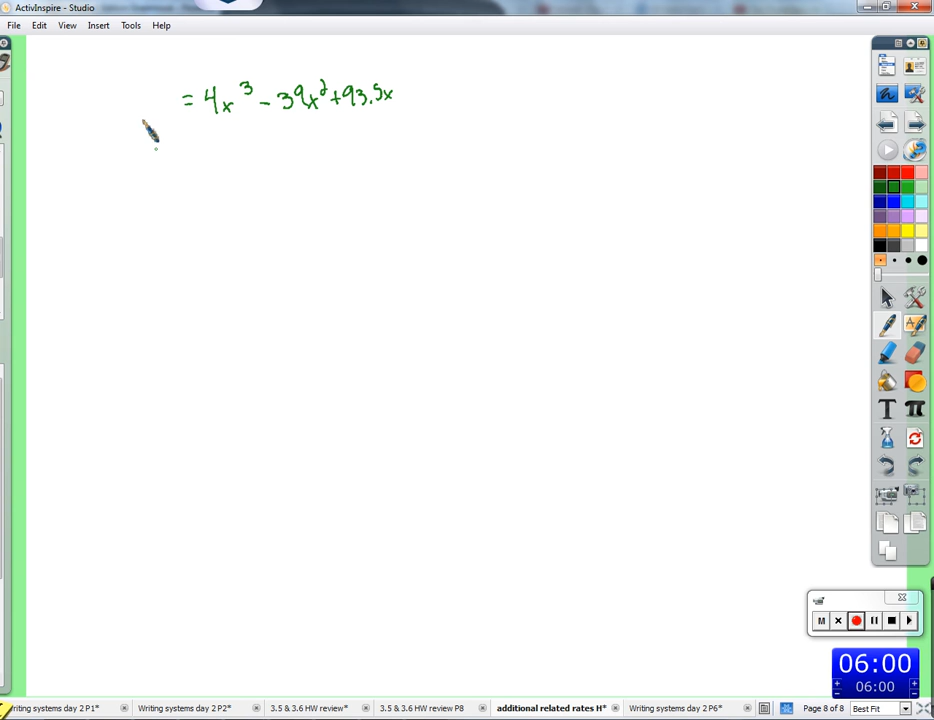 ActivInspire - Studio
File Edit View Insert Tools Help
= 4x³ - 39x² + 93.5x
M
06:00
06:00
riting systems day 2 P1* Writing systems day 2 P2* 3.5 & 3.6 HW review* 3.5 & 3.6 HW review P8 additional related rates H* Writing systems day 2 P6* Page 8 of 8 Best Fit